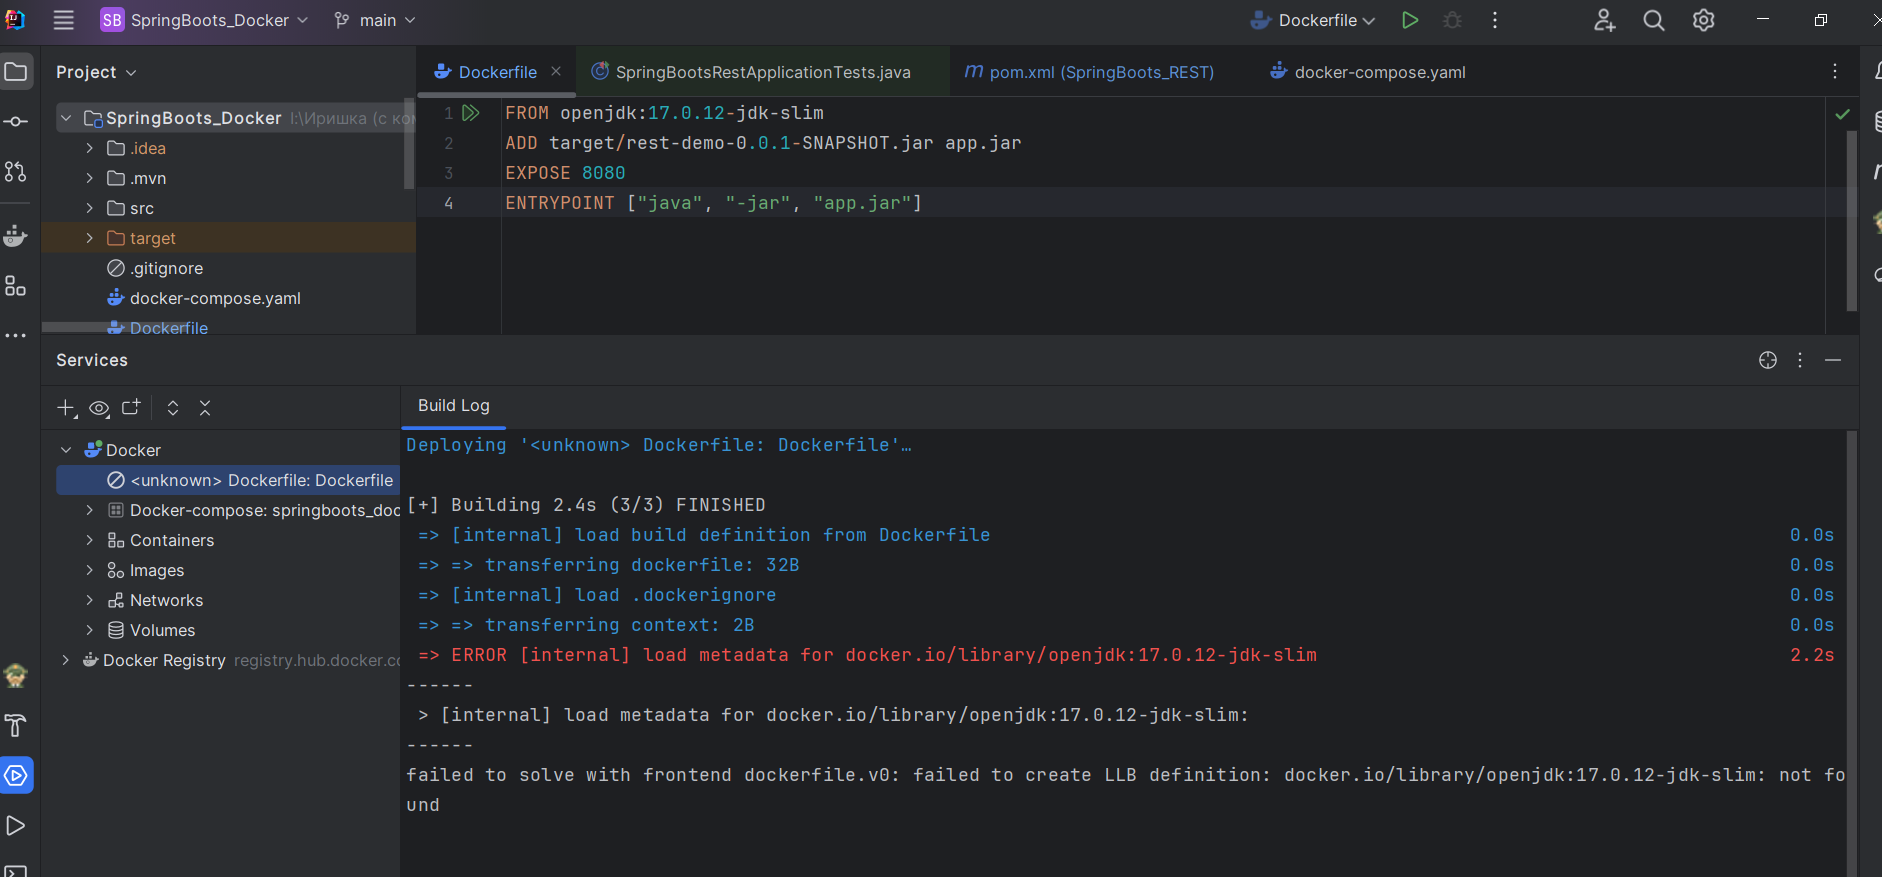 SB SpringBoots_Docker main Dockerfile
Project
Dockerfile SpringBootsRestApplicationTests.java pom.xml (SpringBoots_REST) docker-compose.yaml
SpringBoots_Docker I:\Иришка (с ко
.idea
.mvn
src
target
.gitignore
docker-compose.yaml
Dockerfile
1 FROM openjdk:17.0.12-jdk-slim
2 ADD target/rest-demo-0.0.1-SNAPSHOT.jar app.jar
3 EXPOSE 8080
4 ENTRYPOINT ["java", "-jar", "app.jar"]
Services
Docker
<unknown> Dockerfile: Dockerfile
Docker-compose: springboots_doc
Containers
Images
Networks
Volumes
Docker Registry registry.hub.docker.co
Build Log
Deploying '<unknown> Dockerfile: Dockerfile'…
[+] Building 2.4s (3/3) FINISHED
=> [internal] load build definition from Dockerfile 0.0s
=> => transferring dockerfile: 32B 0.0s
=> [internal] load .dockerignore 0.0s
=> => transferring context: 2B 0.0s
=> ERROR [internal] load metadata for docker.io/library/openjdk:17.0.12-jdk-slim 2.2s
------
> [internal] load metadata for docker.io/library/openjdk:17.0.12-jdk-slim:
------
failed to solve with frontend dockerfile.v0: failed to create LLB definition: docker.io/library/openjdk:17.0.12-jdk-slim: not fo
und